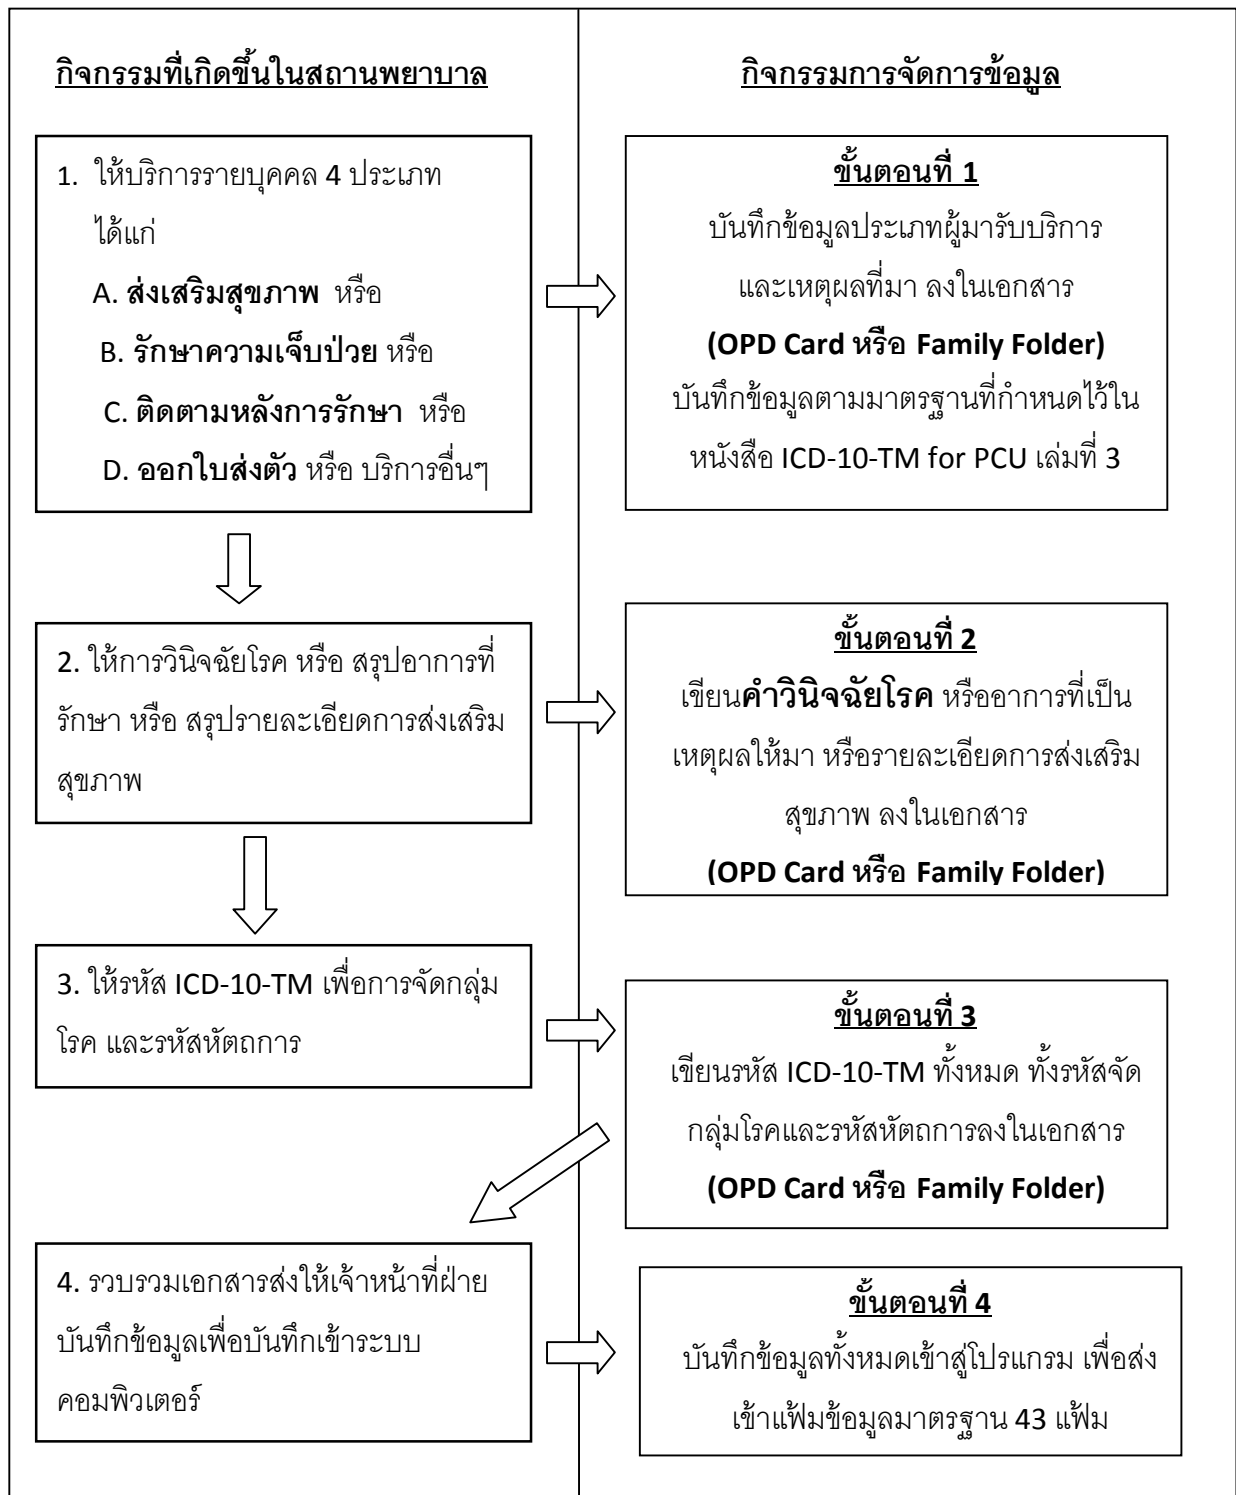 กิจกรรมที่เกิดขึ้นในสถานพยาบาล
1. ให้บริการรายบุคคล 4 ประเภท
ได้แก่
A. ส่งเสริมสุขภาพ หรือ
B. รักษาความเจ็บป่วย หรือ
C. ติดตามหลังการรักษา หรือ
D. ออกใบส่งตัว หรือ บริการอื่นๆ
2. ให้การวินิจฉัยโรค หรือ สรุปอาการที่
รักษา หรือ สรุปรายละเอียดการส่งเสริม
สุขภาพ
3. ให้รหัส ICD-10-TM เพื่อการจัดกลุ่ม
โรค และรหัสหัตถการ
4. รวบรวมเอกสารส่งให้เจ้าหน้าที่ฝ่าย
บันทึกข้อมูลเพื่อบันทึกเข้าระบบ
คอมพิวเตอร์
กิจกรรมการจัดการข้อมูล
ขั้นตอนที่ 1
บันทึกข้อมูลประเภทผู้มารับบริการ
และเหตุผลที่มา ลงในเอกสาร
(OPD Card หรือ Family Folder)
บันทึกข้อมูลตามมาตรฐานที่กำหนดไว้ใน
หนังสือ ICD-10-TM for PCU เล่มที่ 3
ขั้นตอนที่ 2
เขียนคำวินิจฉัยโรค หรืออาการที่เป็น
เหตุผลให้มา หรือรายละเอียดการส่งเสริม
สุขภาพ ลงในเอกสาร
(OPD Card หรือ Family Folder)
ขั้นตอนที่ 3
เขียนรหัส ICD-10-TM ทั้งหมด ทั้งรหัสจัด
กลุ่มโรคและรหัสหัตถการลงในเอกสาร
(OPD Card หรือ Family Folder)
ขั้นตอนที่ 4
บันทึกข้อมูลทั้งหมดเข้าสู่โปรแกรม เพื่อส่ง
เข้าแฟ้มข้อมูลมาตรฐาน 43 แฟ้ม